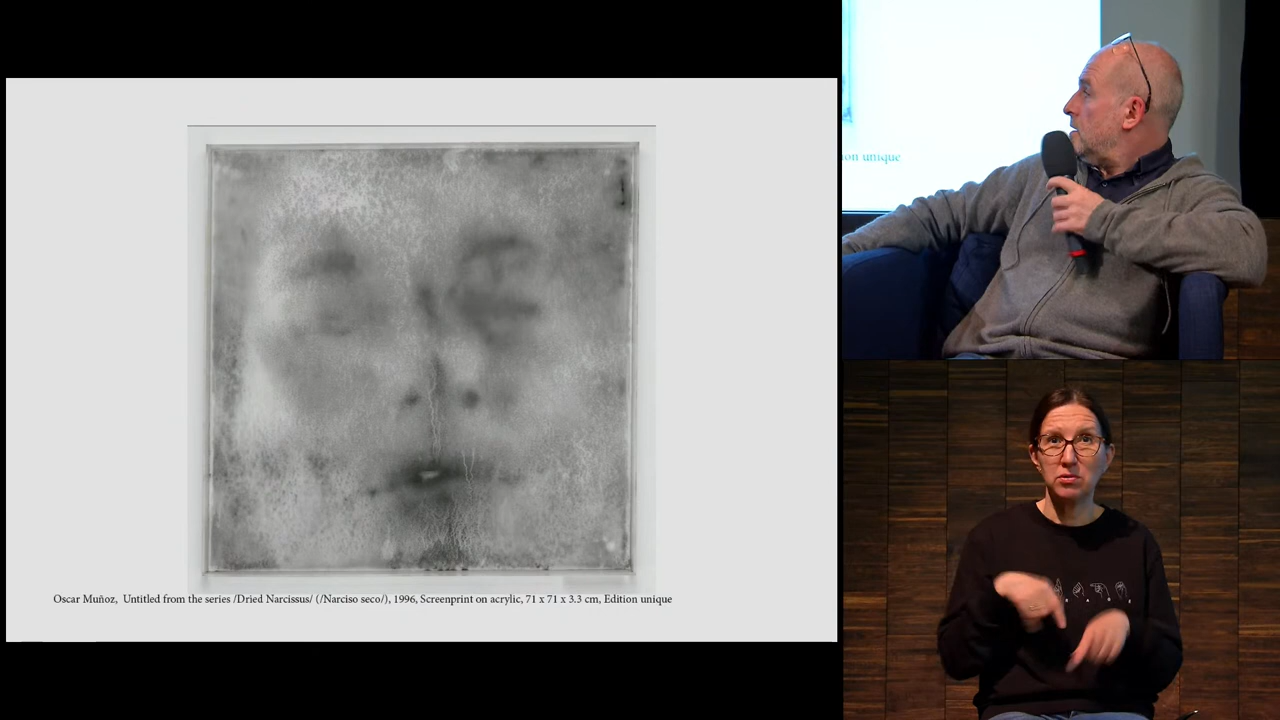 Oscar Muñoz, Untitled from the series /Dried Narcissus/ (/Narciso seco/), 1996, Screenprint on acrylic, 71 x 71 x 3.3 cm, Edition unique
ion unique